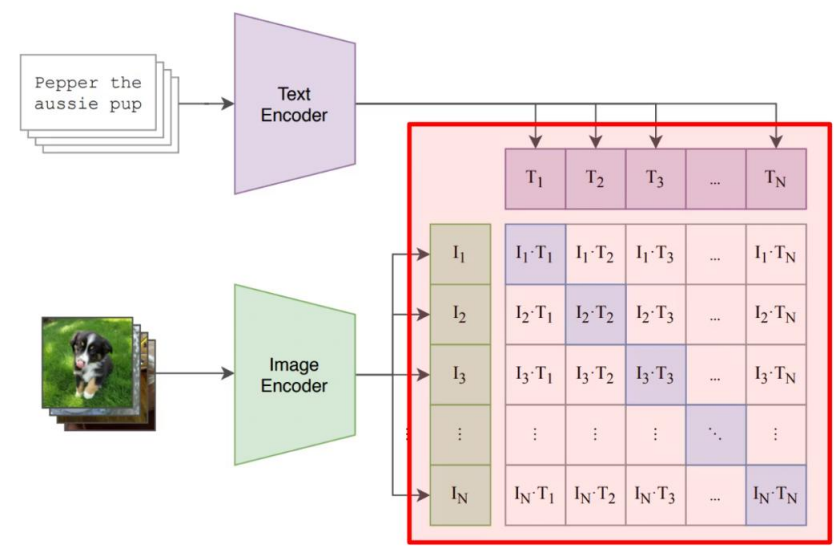 Pepper the
aussie pup
Text
Encoder
T₁ T₂ T₃ ... T_N
I₁ I₁·T₁ I₁·T₂ I₁·T₃ ... I₁·T_N
I₂ I₂·T₁ I₂·T₂ I₂·T₃ ... I₂·T_N
Image
Encoder
I₃ I₃·T₁ I₃·T₂ I₃·T₃ ... I₃·T_N
⋮ ⋮ ⋮ ⋮ ⋮ ⋱ ⋮
I_N I_N·T₁ I_N·T₂ I_N·T₃ ... I_N·T_N